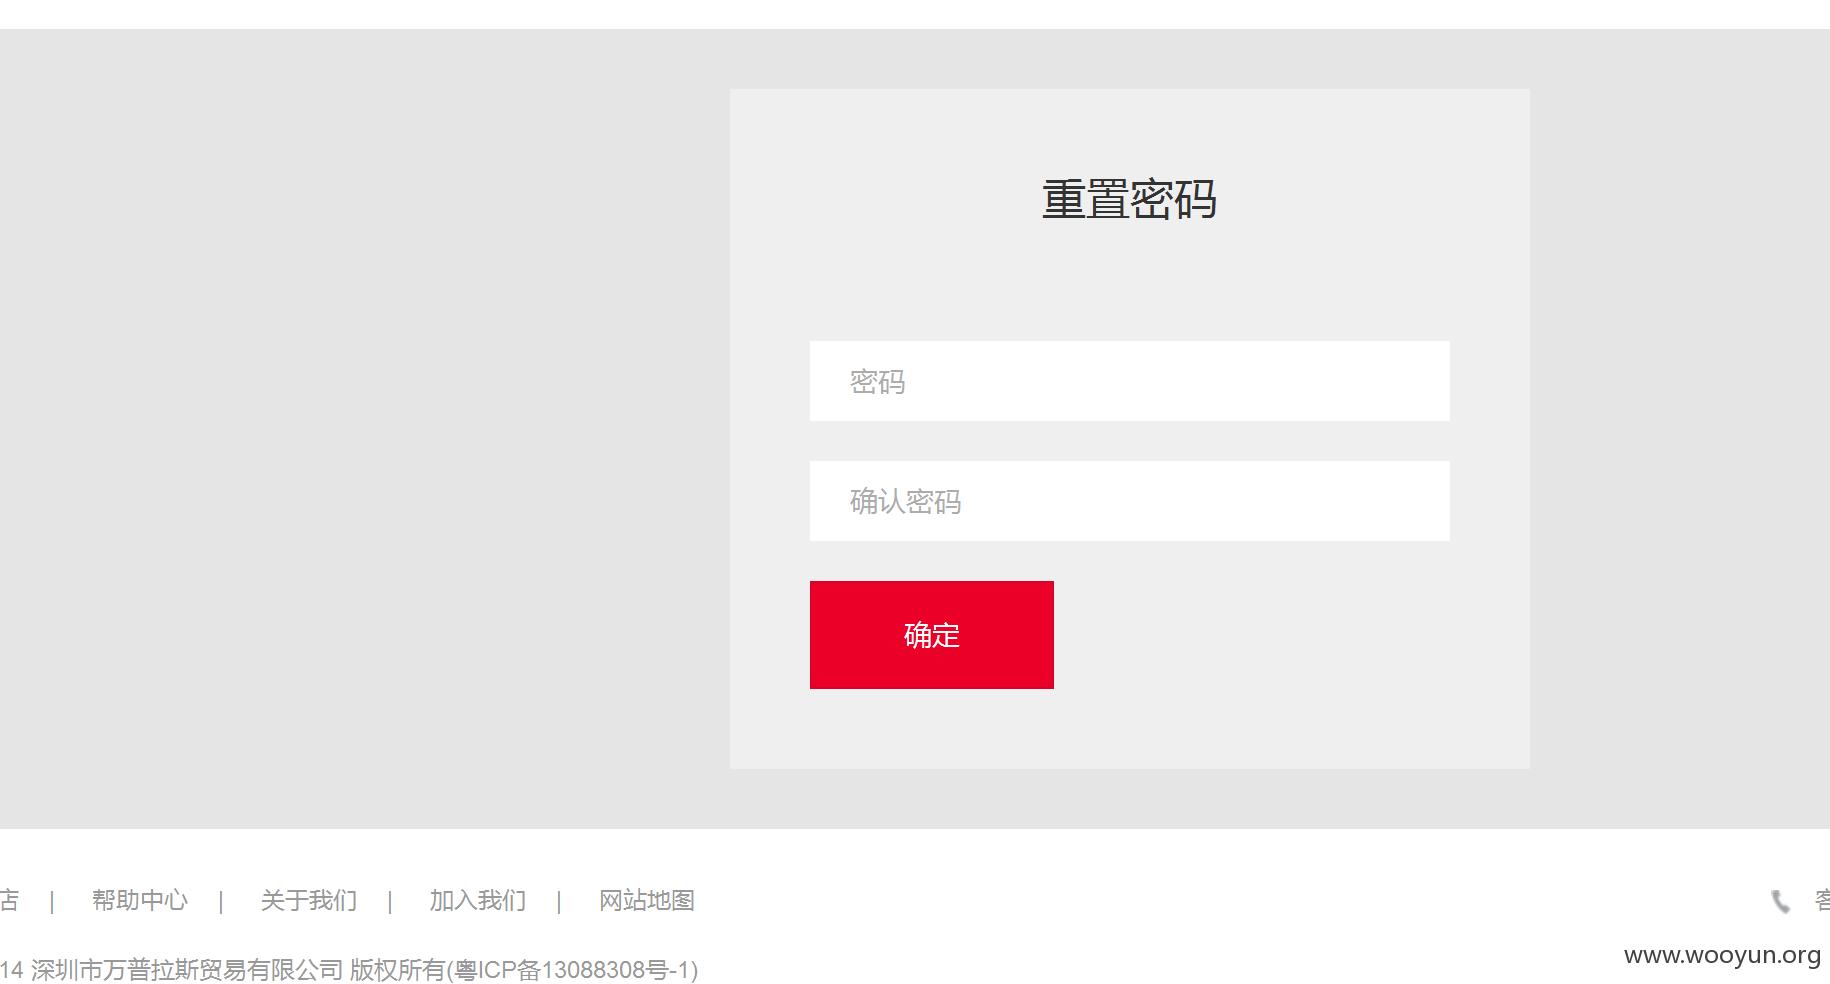 重置密码
密码
确认密码
确定
店 | 帮助中心 | 关于我们 | 加入我们 | 网站地图 客
14 深圳市万普拉斯贸易有限公司 版权所有(粤ICP备13088308号-1)
www.wooyun.org